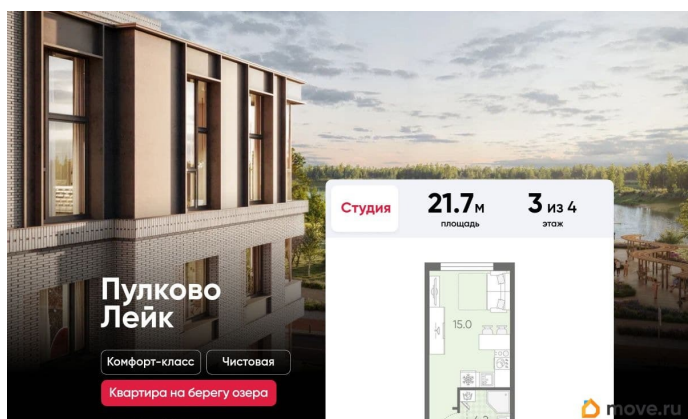 Студия
21.7м
площадь
3 из 4
этаж
15.0
Пулково
Лейк
Комфорт-класс
Чистовая
Квартира на берегу озера
move.ru